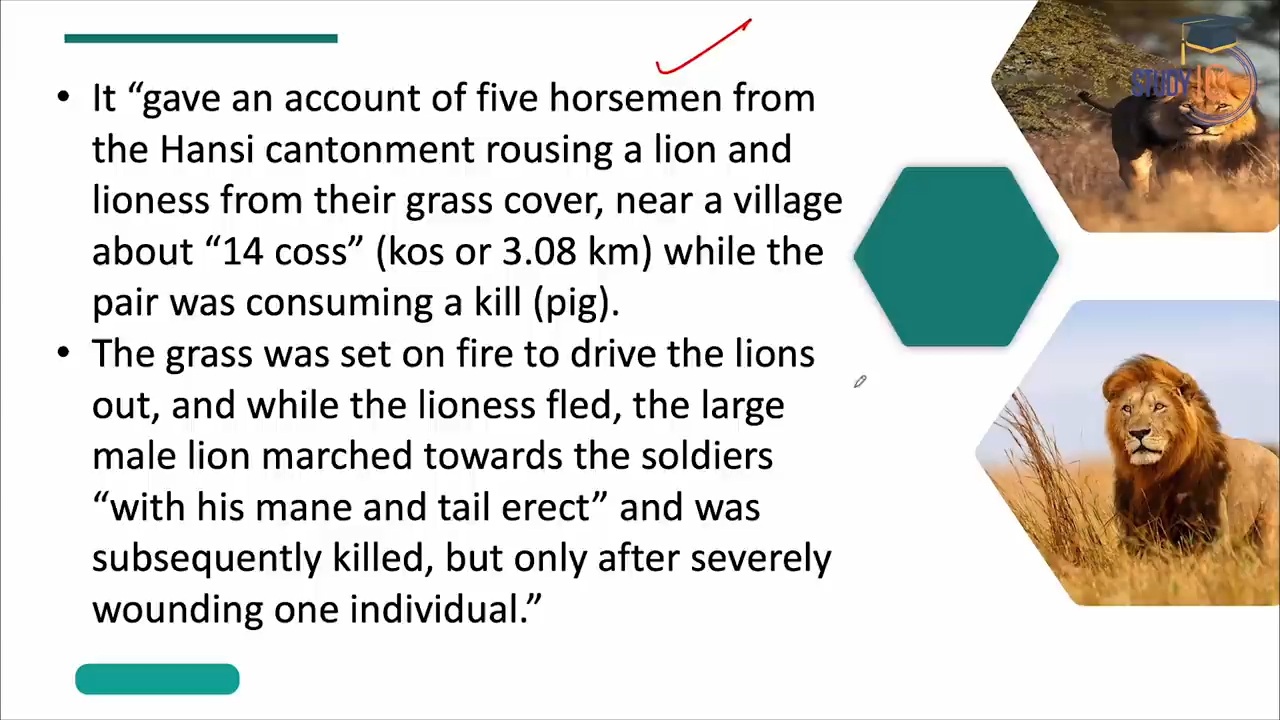 • It “gave an account of five horsemen from
the Hansi cantonment rousing a lion and
lioness from their grass cover, near a village
about “14 coss” (kos or 3.08 km) while the
pair was consuming a kill (pig).
• The grass was set on fire to drive the lions
out, and while the lioness fled, the large
male lion marched towards the soldiers
“with his mane and tail erect” and was
subsequently killed, but only after severely
wounding one individual.”
STUDY IQ